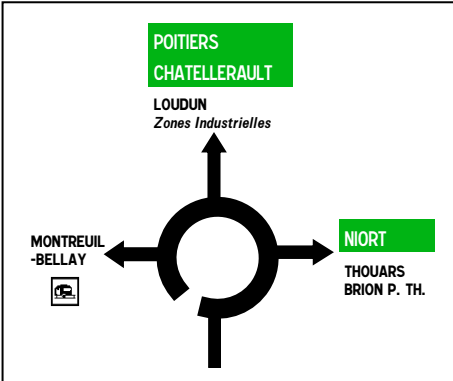 POITIERS
CHATELLERAULT
LOUDUN
Zones Industrielles
MONTREUIL
-BELLAY
NIORT
THOUARS
BRION P. TH.